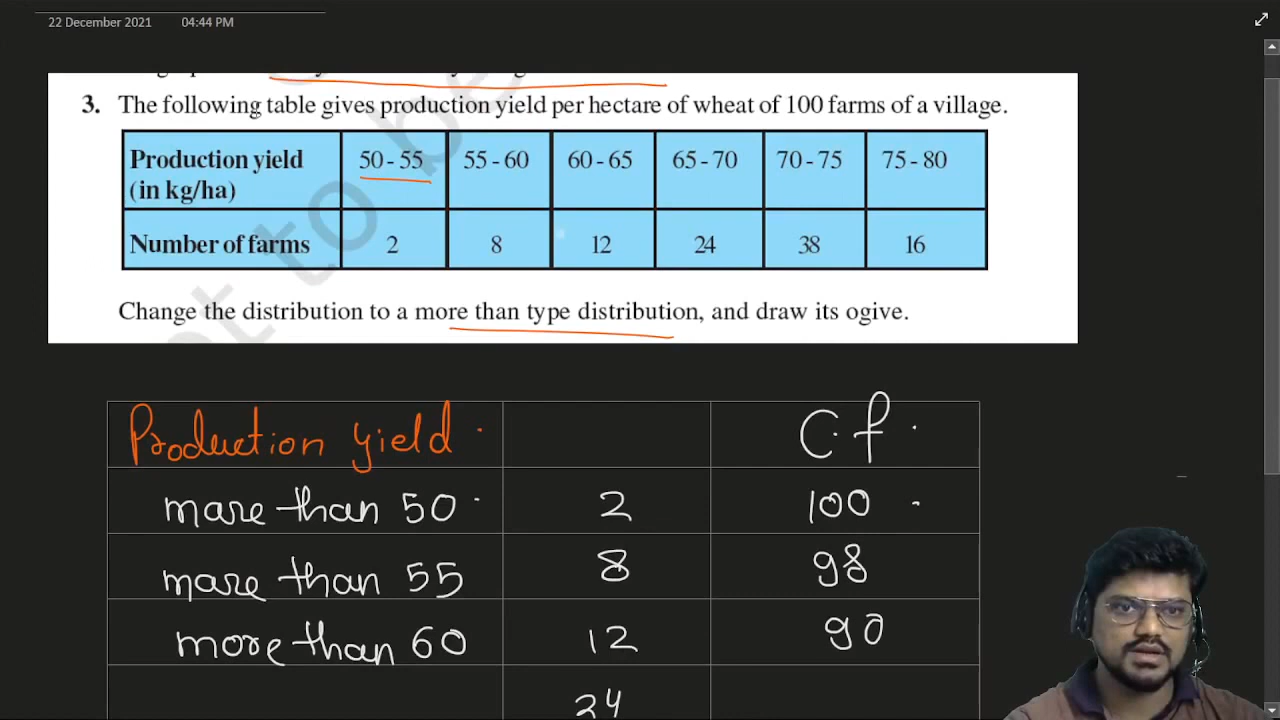 22 December 2021 04:44 PM
3. The following table gives production yield per hectare of wheat of 100 farms of a village.
Production yield (in kg/ha) 50 - 55 55 - 60 60 - 65 65 - 70 70 - 75 75 - 80
Number of farms 2 8 12 24 38 16
Change the distribution to a more than type distribution, and draw its ogive.
Production yield. C.f.
more than 50 2 100
more than 55 8 98
more than 60 12 90
24